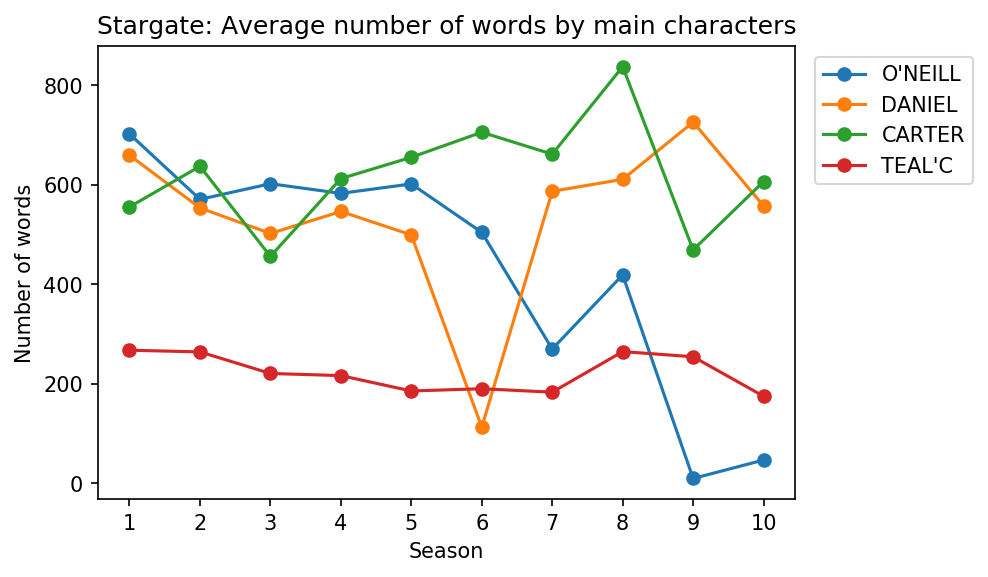 Stargate: Average number of words by main characters
Number of words
800
600
400
200
0
1 2 3 4 5 6 7 8 9 10
Season
O'NEILL
DANIEL
CARTER
TEAL'C